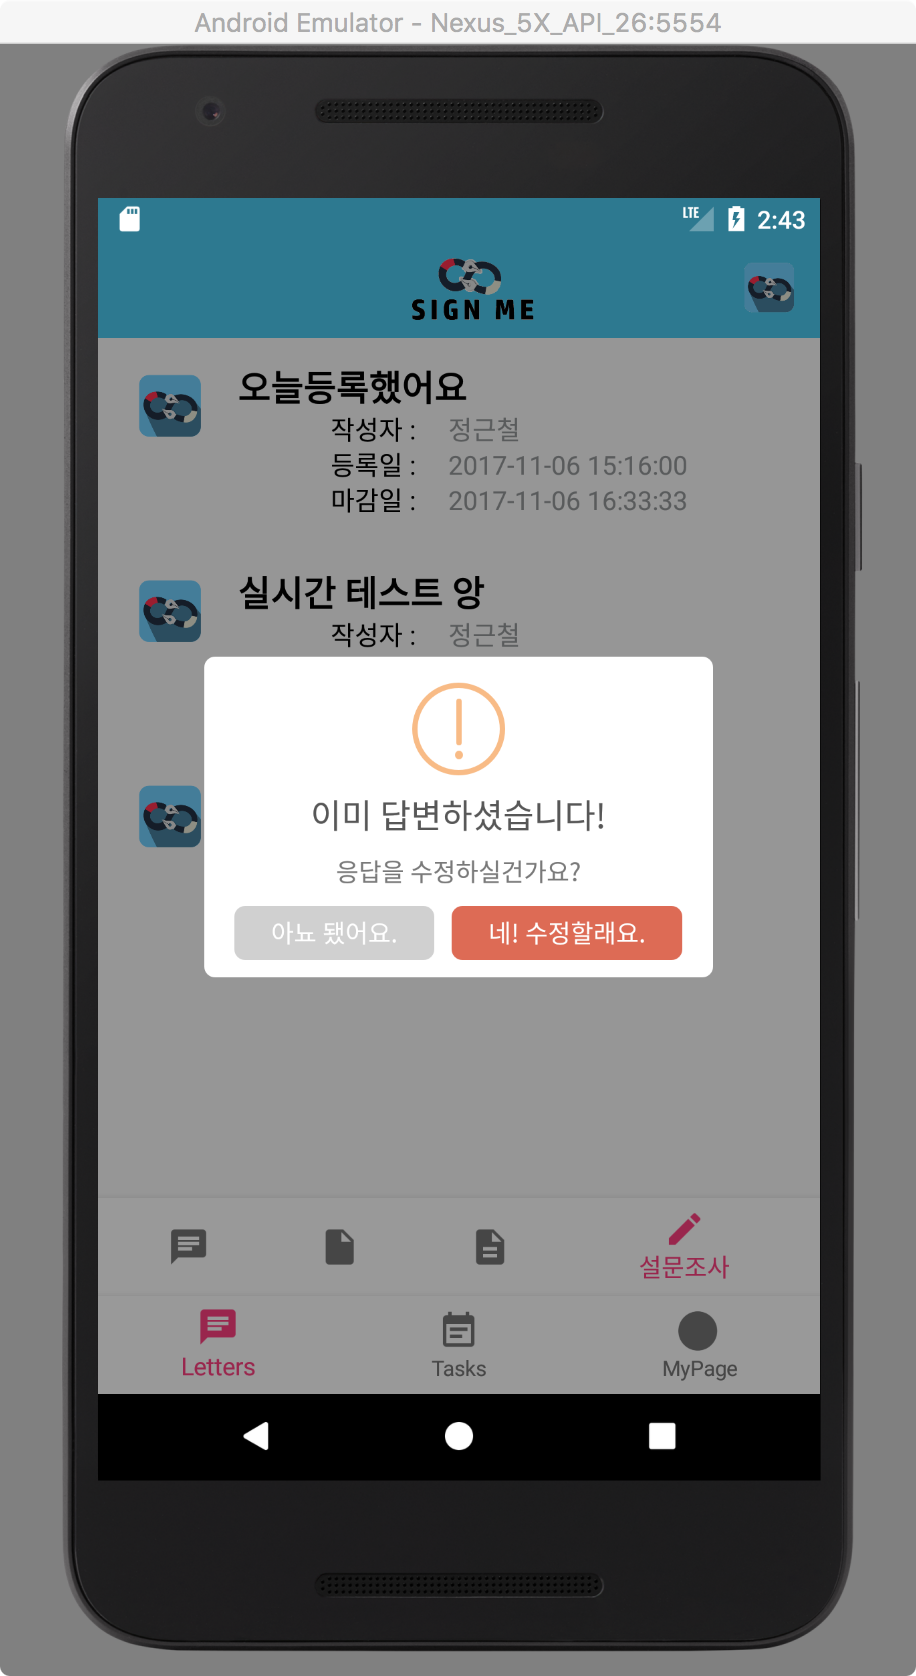 Android Emulator - Nexus_5X_API_26:5554
LTE 2:43
SIGN ME
오늘등록했어요
작성자 : 정근철
등록일 : 2017-11-06 15:16:00
마감일 : 2017-11-06 16:33:33
실시간 테스트 앙
작성자 : 정근철
이미 답변하셨습니다!
응답을 수정하실건가요?
아뇨 됐어요. 네! 수정할래요.
설문조사
Letters Tasks MyPage